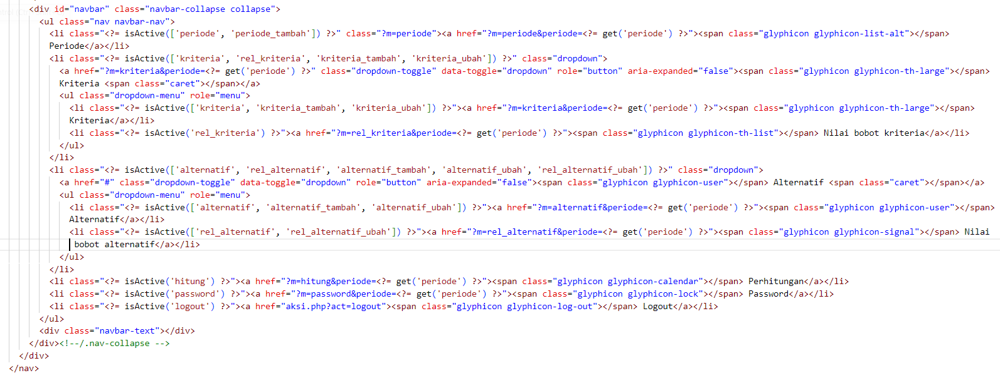 <div id="navbar" class="navbar-collapse collapse">
<ul class="nav navbar-nav">
<li class="<?= isActive(['periode', 'periode_tambah']) ?>" class="?m=periode"><a href="?m=periode&periode=<?= get('periode') ?>"><span class="glyphicon glyphicon-list-alt"></span>
Periode</a></li>
<li class="<?= isActive(['kriteria', 'rel_kriteria', 'kriteria_tambah', 'kriteria_ubah']) ?>" class="dropdown">
<a href="?m=kriteria&periode=<?= get('periode') ?>" class="dropdown-toggle" data-toggle="dropdown" role="button" aria-expanded="false"><span class="glyphicon glyphicon-th-large"></span>
Kriteria <span class="caret"></span></a>
<ul class="dropdown-menu" role="menu">
<li class="<?= isActive(['kriteria', 'kriteria_tambah', 'kriteria_ubah']) ?>"><a href="?m=kriteria&periode=<?= get('periode') ?>"><span class="glyphicon glyphicon-th-large"></span>
Kriteria</a></li>
<li class="<?= isActive('rel_kriteria') ?>"><a href="?m=rel_kriteria&periode=<?= get('periode') ?>"><span class="glyphicon glyphicon-th-list"></span> Nilai bobot kriteria</a></li>
</ul>
</li>
<li class="<?= isActive(['alternatif', 'rel_alternatif', 'alternatif_tambah', 'alternatif_ubah', 'rel_alternatif_ubah']) ?>" class="dropdown">
<a href="#" class="dropdown-toggle" data-toggle="dropdown" role="button" aria-expanded="false"><span class="glyphicon glyphicon-user"></span> Alternatif <span class="caret"></span></a>
<ul class="dropdown-menu" role="menu">
<li class="<?= isActive(['alternatif', 'alternatif_tambah', 'alternatif_ubah']) ?>"><a href="?m=alternatif&periode=<?= get('periode') ?>"><span class="glyphicon glyphicon-user"></span>
Alternatif</a></li>
<li class="<?= isActive(['rel_alternatif', 'rel_alternatif_ubah']) ?>"><a href="?m=rel_alternatif&periode=<?= get('periode') ?>"><span class="glyphicon glyphicon-signal"></span> Nilai
bobot alternatif</a></li>
</ul>
</li>
<li class="<?= isActive('hitung') ?>"><a href="?m=hitung&periode=<?= get('periode') ?>"><span class="glyphicon glyphicon-calendar"></span> Perhitungan</a></li>
<li class="<?= isActive('password') ?>"><a href="?m=password&periode=<?= get('periode') ?>"><span class="glyphicon glyphicon-lock"></span> Password</a></li>
<li class="<?= isActive('logout') ?>"><a href="aksi.php?act=logout"><span class="glyphicon glyphicon-log-out"></span> Logout</a></li>
</ul>
<div class="navbar-text"></div>
</div><!--/.nav-collapse -->
</div>
</nav>